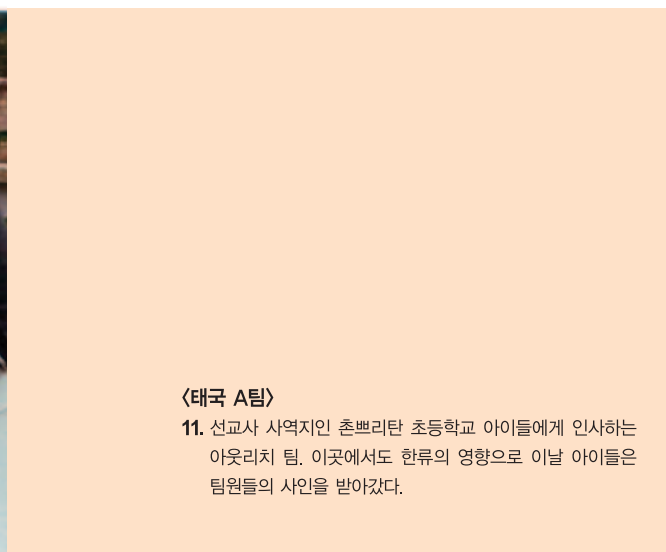 〈태국 A팀〉
11. 선교사 사역지인 촌쁘리탄 초등학교 아이들에게 인사하는
아웃리치 팀. 이곳에서도 한류의 영향으로 이날 아이들은
팀원들의 사인을 받아갔다.